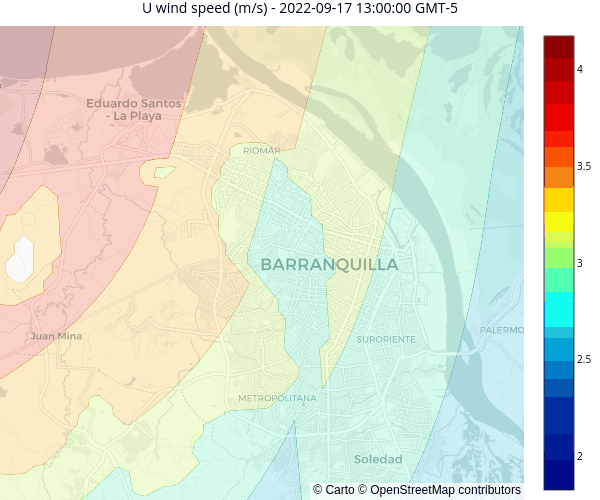 U wind speed (m/s) - 2022-09-17 13:00:00 GMT-5
4
Eduardo Santos
- La Playa
RIOMAR
3.5
BARRANQUILLA
3
Juan Mina
SURORIENTE
PALERMO
2.5
METROPOLITANA
Soledad
2
© Carto © OpenStreetMap contributors